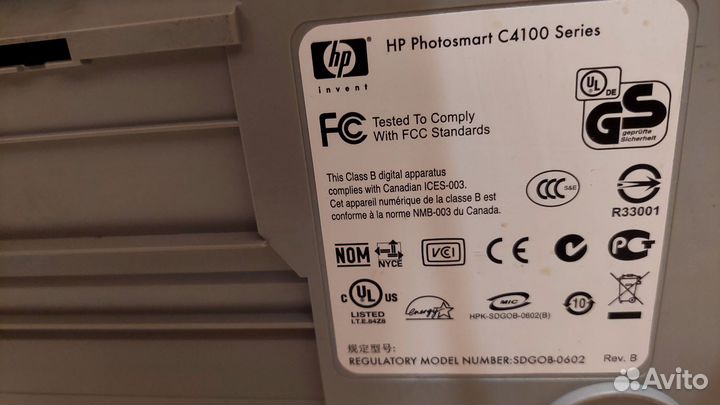 hp
invent
HP Photosmart C4100 Series
UL
DE
GS
geprüfte
Sicherheit
FC
Tested To Comply
With FCC Standards
This Class B digital apparatus
complies with Canadian ICES-003.
Cet appareil numérique de la classe B est
conforme à la norme NMB-003 du Canada.
CCC S&E
R33001
NOM
NYCE
VCI
CE
PCT
C UL US
LISTED
I.T.E. 84Z8
energy
MIC
HPK-SDGOB-0602(B)
10
规定型号:
REGULATORY MODEL NUMBER:SDGOB-0602
Rev. B
Avito